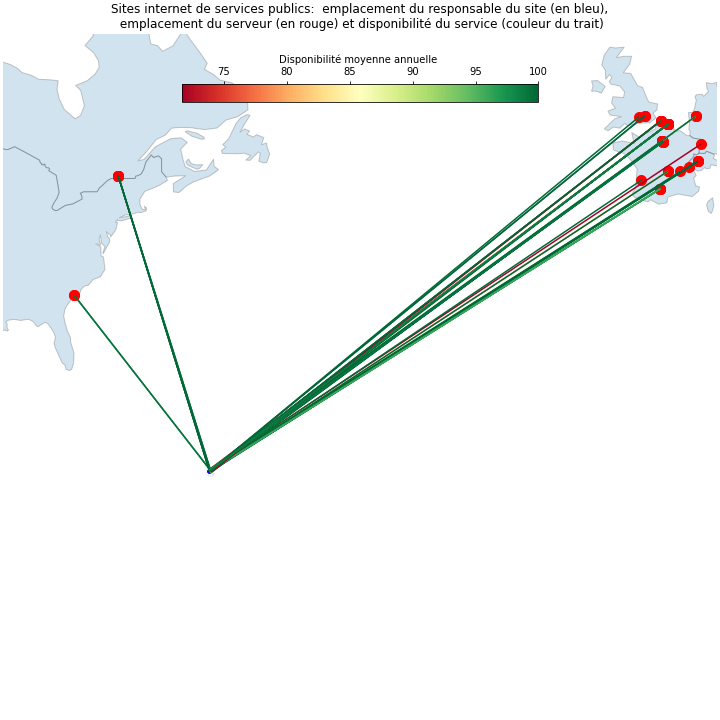 Sites internet de services publics: emplacement du responsable du site (en bleu),
emplacement du serveur (en rouge) et disponibilité du service (couleur du trait)
Disponibilité moyenne annuelle
75 80 85 90 95 100